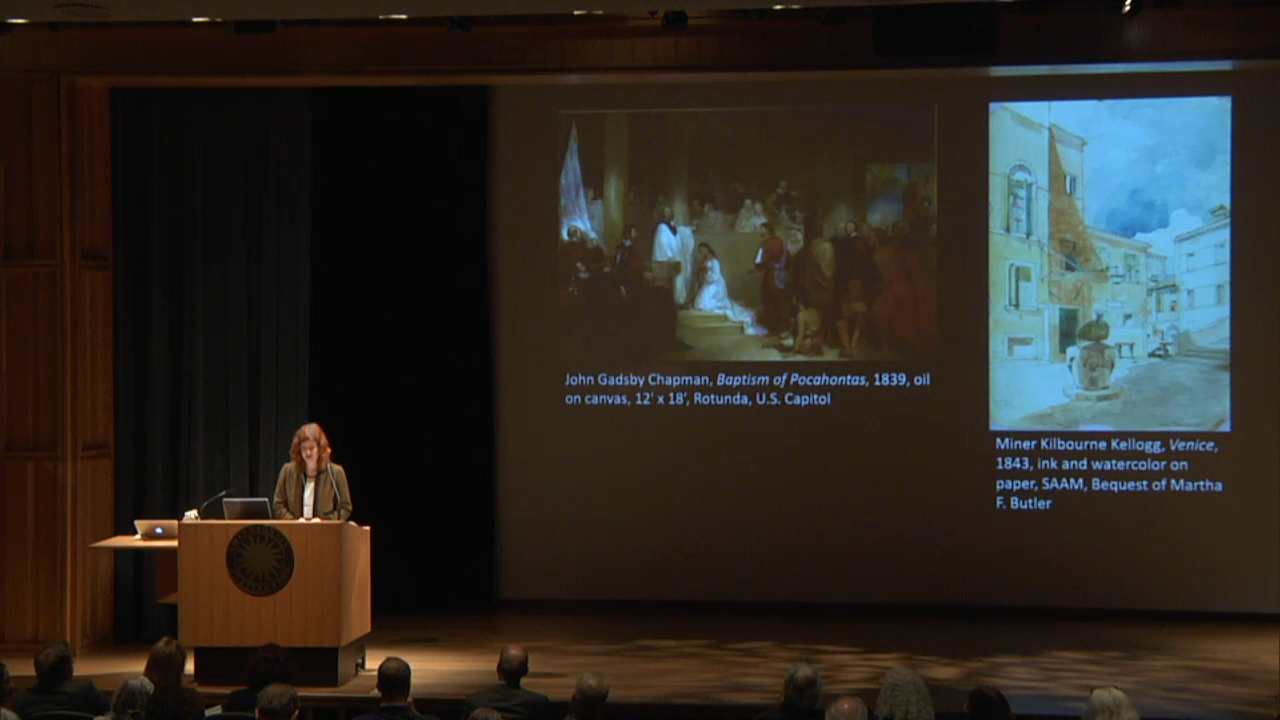 John Gadsby Chapman, Baptism of Pocahontas, 1839, oil
on canvas, 12' x 18', Rotunda, U.S. Capitol
Miner Kilbourne Kellogg, Venice,
1843, ink and watercolor on
paper, SAAM, Bequest of Martha
F. Butler